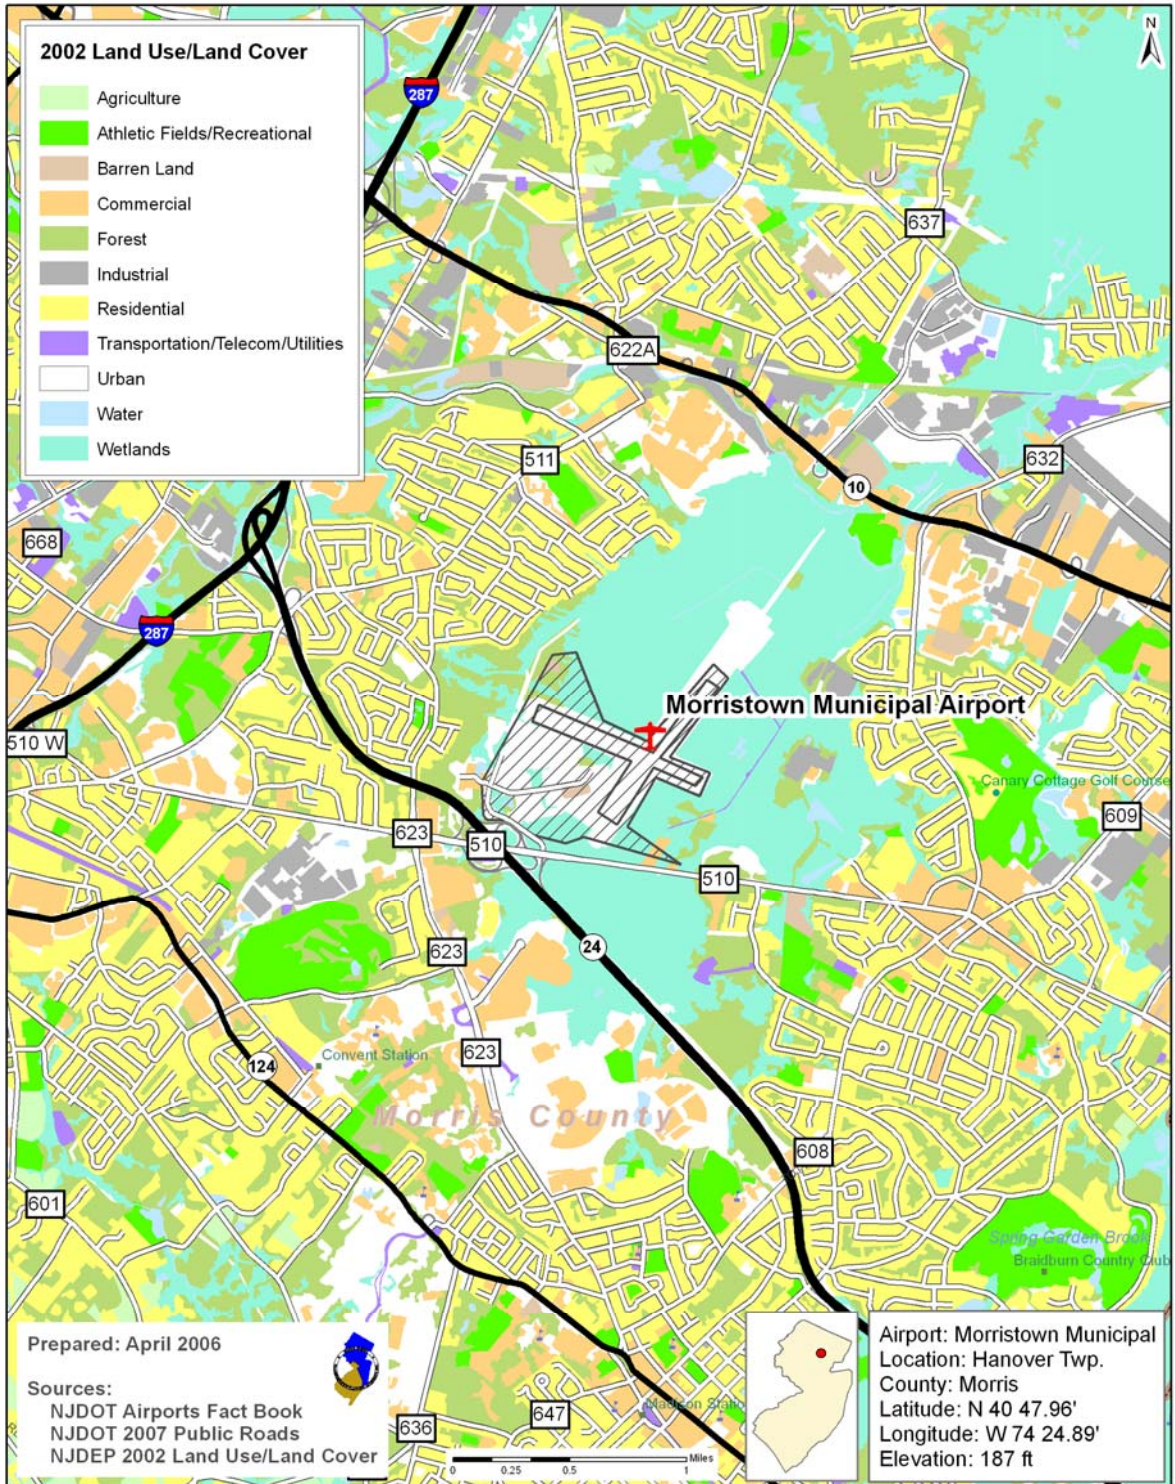 2002 Land Use/Land Cover
Agriculture
Athletic Fields/Recreational
Barren Land
Commercial
Forest
Industrial
Residential
Transportation/Telecom/Utilities
Urban
Water
Wetlands
N
287
637
622A
511
632
10
668
287
510 W
Morristown Municipal Airport
Canary Cottage Golf Course
609
623
510
510
24
623
623
Convent Station
124
Morris County
608
601
Spring Garden Brook
Braidburn Country Club
Prepared: April 2006
Sources:
NJDOT Airports Fact Book
NJDOT 2007 Public Roads
NJDEP 2002 Land Use/Land Cover
636
647
Madison Statio
Miles
0 0.25 0.5 1
Airport: Morristown Municipal
Location: Hanover Twp.
County: Morris
Latitude: N 40 47.96'
Longitude: W 74 24.89'
Elevation: 187 ft